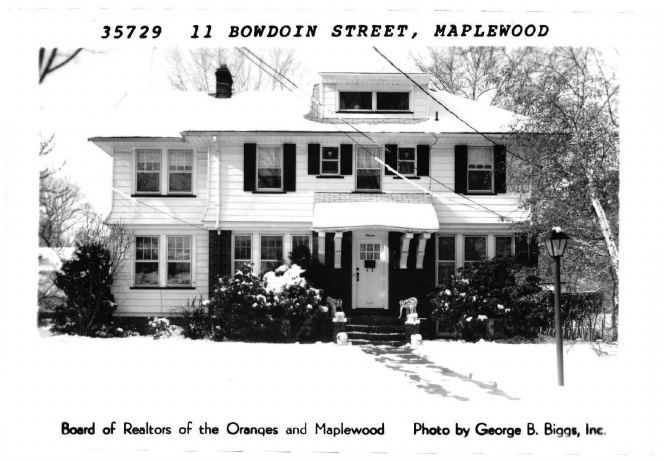 35729 11 BOWDOIN STREET, MAPLEWOOD
Board of Realtors of the Oranges and Maplewood Photo by George B. Biggs, Inc.